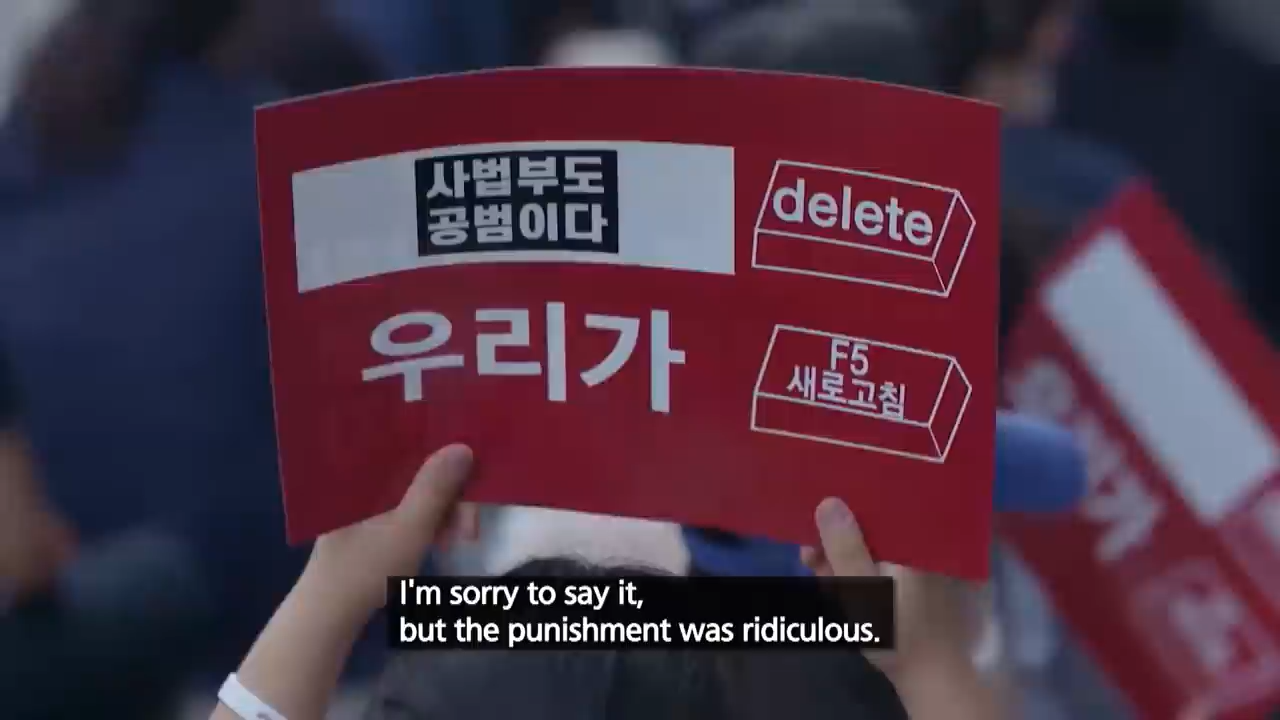 사법부도
공범이다
delete
우리가
F5
새로고침
I'm sorry to say it,
but the punishment was ridiculous.